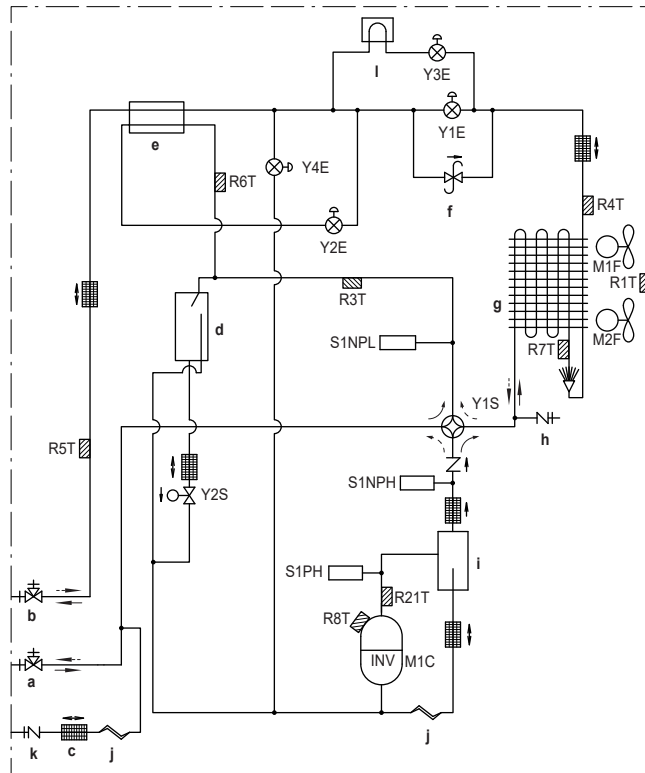 l
Y3E
Y1E
e
Y4E
R6T
f
R4T
Y2E
M1F
R1T
R3T
g
d
M2F
S1NPL
R7T
Y1S
R5T
h
S1NPH
Y2S
i
S1PH
R21T
R8T
b
INV
M1C
a
j
k
c
j